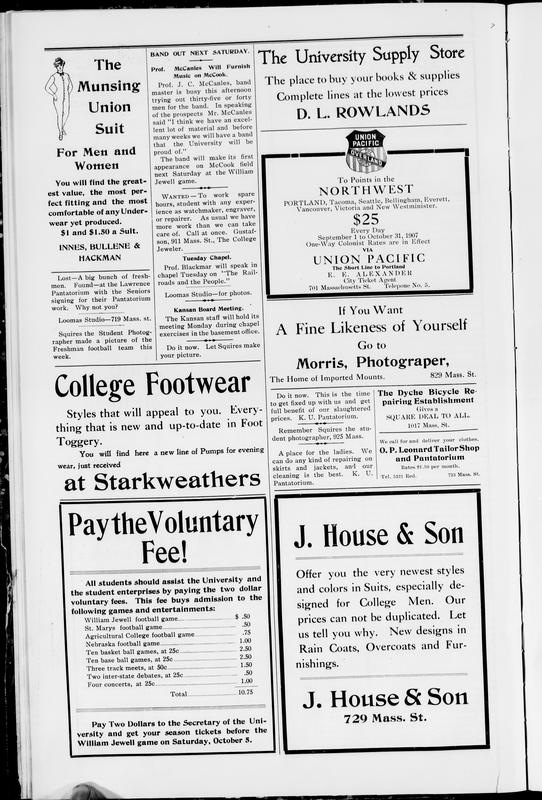 The
Munsing
Union
Suit
For Men and
Women
You will find the great-
est value, the most per-
fect fitting and the most
comfortable of any Under-
wear yet produced.
$1 and $1.50 a Suit.
INNES, BULLENE &
HACKMAN
Lost—A big bunch of fresh-
men. Found—at the Lawrence
Pantatorium with the Seniors
signing for their Pantatorium
work. Why not you?
Loomas Studio—719 Mass. st.
Squires the Student Photog-
rapher made a picture of the
Freshman football team this
week.
BAND OUT NEXT SATURDAY.
Prof. McCanles Will Furnish
Music on McCook.
Prof. J. C. McCanles, band
master is busy this afternoon
trying out thirty-five or forty
men for the band. In speaking
of the prospects Mr. McCanles
said "I think we have an excel-
lent lot of material and before
many weeks we will have a band
that the University will be
proud of."
The band will make its first
appearance on McCook field
next Saturday at the William
Jewell game.
WANTED—To work spare
hours, student with any exper-
ience as watchmaker, engraver,
or repairer. As usual we have
more work than we can take
care of. Call at once. Gustaf-
son, 911 Mass. St., The College
Jeweler.
Tuesday Chapel.
Prof. Blackmar will speak in
chapel Tuesday on "The Rail-
roads and the People."
Loomas Studio—for photos.
Kansan Board Meeting.
The Kansan staff will hold its
meeting Monday during chapel
exercises in the basement office.
Do it now. Let Squires make
your picture.
The University Supply Store
The place to buy your books & supplies
Complete lines at the lowest prices
D. L. ROWLANDS
UNION
PACIFIC
OVERLAND
To Points in the
NORTHWEST
PORTLAND, Tacoma, Seattle, Bellingham, Everett,
Vancouver, Victoria and New Westminister.
$25
Every Day
September 1 to October 31, 1907
One-Way Colonist Rates are in Effect
VIA
UNION PACIFIC
The Short Line to Portland
E. E. ALEXANDER
City Ticket Agent
701 Massachusetts St. Telepone No. 5.
If You Want
A Fine Likeness of Yourself
Go to
Morris, Photograper,
The Home of Imported Mounts. 829 Mass. St.
College Footwear
Styles that will appeal to you. Every-
thing that is new and up-to-date in Foot
Toggery.
You will find here a new line of Pumps for evening
wear, just received
at Starkweathers
Do it now. This is the time
to get fixed up with us and get
full benefit of our slaughtered
prices. K. U. Pantatorium.
Remember Squires the stu-
dent photographer, 923 Mass.
A place for the ladies. We
can do any kind of repairing on
skirts and jackets, and our
cleaning is the best. K. U.
Pantatorium.
The Dyche Bicycle Re-
pairing Establishment
Gives a
SQUARE DEAL TO ALL.
1017 Mass, St.
We call for and deliver your clothes.
O. P. Leonard Tailor Shop
and Pantatorium
Rates $1.50 per month.
Tel. 5521 Red. 733 Mass. St.
Pay the Voluntary
Fee!
All students should assist the University and
the student enterprises by paying the two dollar
voluntary fees. This fee buys admission to the
following games and entertainments:
William Jewell football game $ .50
St. Marys football game .50
Agricultural College football game .75
Nebraska football game 1.00
Ten basket ball games, at 25c 2.50
Ten base ball games, at 25c 2.50
Three track meets, at 50c 1.50
Two inter-state debates, at 25c .50
Four concerts, at 25c 1.00
Total 10.75
Pay Two Dollars to the Secretary of the Uni-
versity and get your season tickets before the
William Jewell game on Saturday, October 5.
J. House & Son
Offer you the very newest styles
and colors in Suits, especially de-
signed for College Men. Our
prices can not be duplicated. Let
us tell you why. New designs in
Rain Coats, Overcoats and Fur-
nishings.
J. House & Son
729 Mass. St.